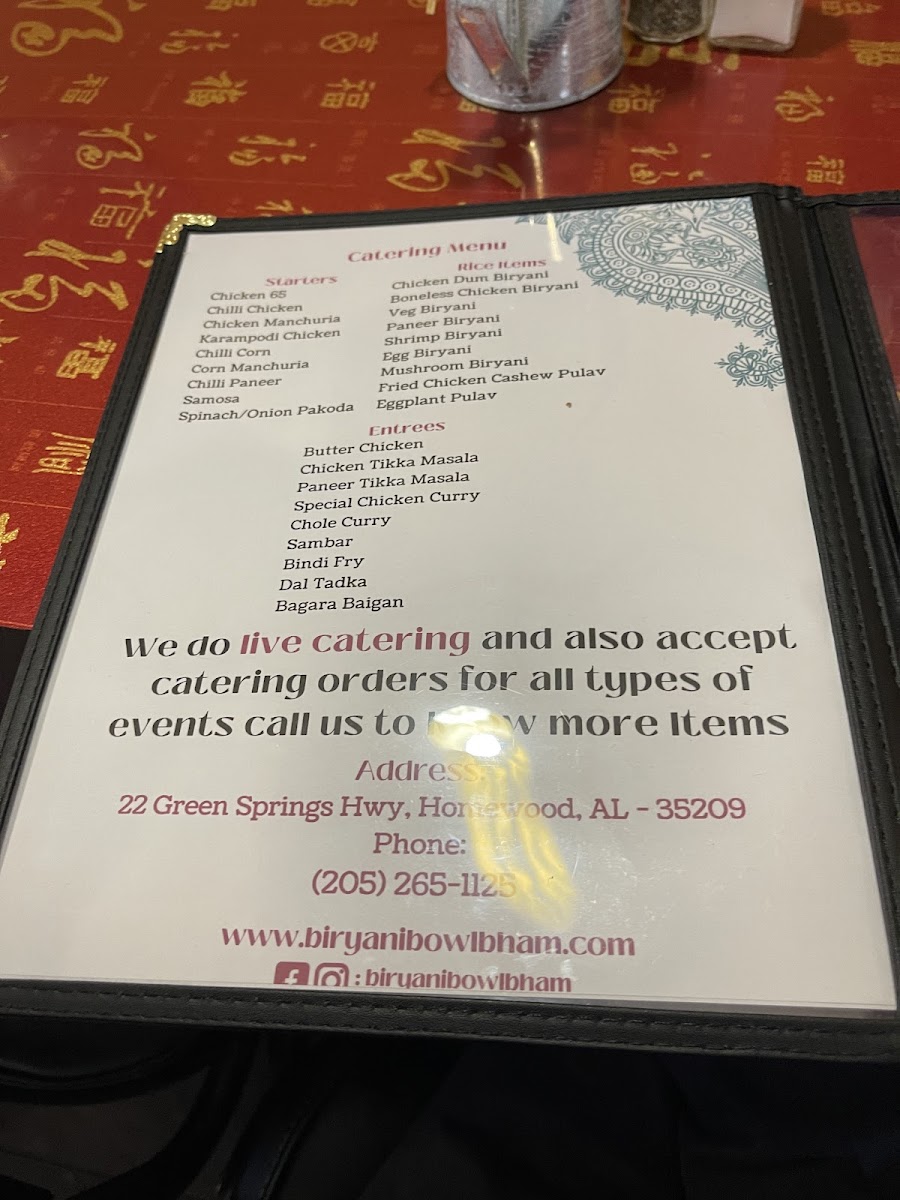 Catering Menu
Starters
Chicken 65
Chilli Chicken
Chicken Manchuria
Karampodi Chicken
Chilli Corn
Corn Manchuria
Chilli Paneer
Samosa
Spinach/Onion Pakoda
Rice Items
Chicken Dum Biryani
Boneless Chicken Biryani
Veg Biryani
Paneer Biryani
Shrimp Biryani
Egg Biryani
Mushroom Biryani
Fried Chicken Cashew Pulav
Eggplant Pulav
Entrees
Butter Chicken
Chicken Tikka Masala
Paneer Tikka Masala
Special Chicken Curry
Chole Curry
Sambar
Bindi Fry
Dal Tadka
Bagara Baigan
We do live catering and also accept
catering orders for all types of
events call us to know more Items
Address:
22 Green Springs Hwy, Homewood, AL - 35209
Phone:
(205) 265-1125
www.biryanibowlbham.com
: biryanibowlbham
福